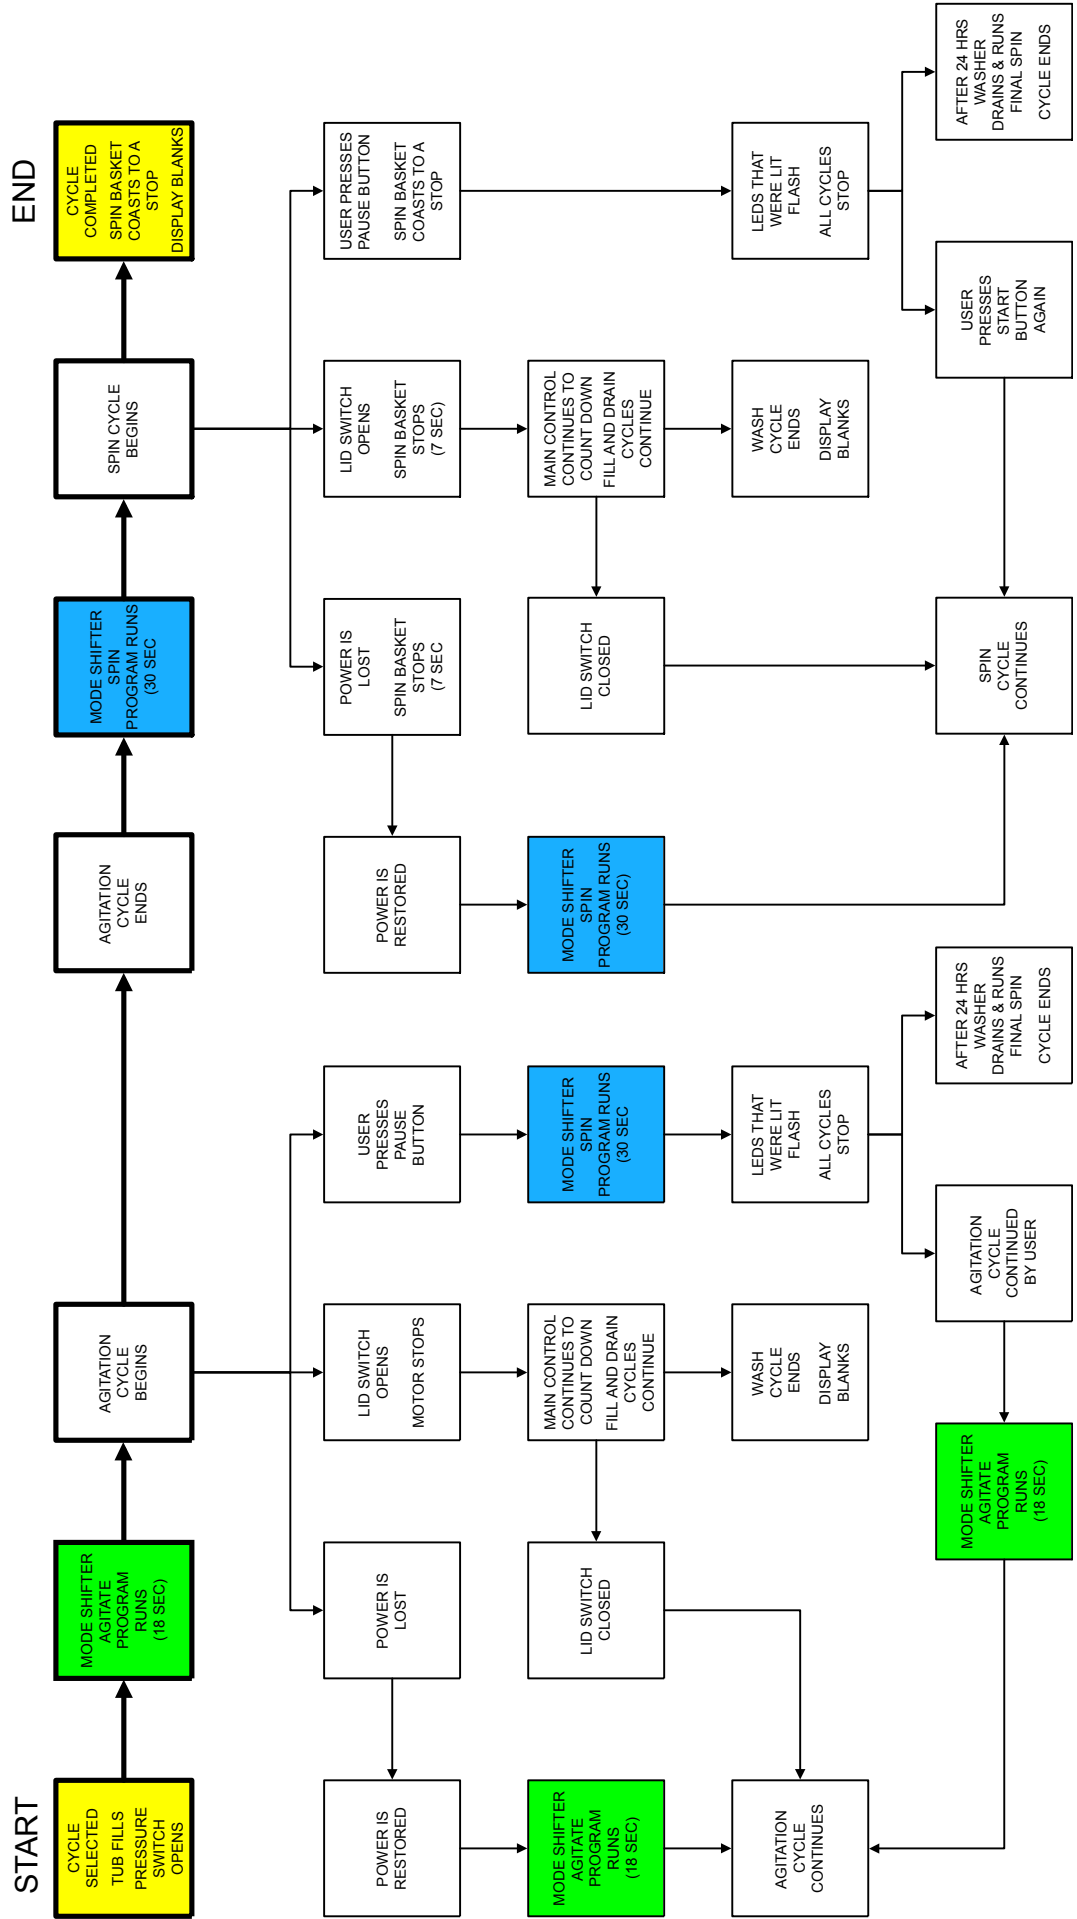 START
END
CYCLE
SELECTED
TUB FILLS
PRESSURE
SWITCH
OPENS
MODE SHIFTER
AGITATE
PROGRAM
RUNS
(18 SEC)
AGITATION
CYCLE
BEGINS
AGITATION
CYCLE
ENDS
MODE SHIFTER
SPIN
PROGRAM RUNS
(30 SEC
SPIN CYCLE
BEGINS
CYCLE
COMPLETED
SPIN BASKET
COASTS TO A
STOP
DISPLAY BLANKS
POWER IS
RESTORED
POWER IS
LOST
LID SWITCH
OPENS
MOTOR STOPS
USER
PRESSES
PAUSE
BUTTON
POWER IS
RESTORED
POWER IS
LOST
SPIN BASKET
STOPS
(7 SEC
LID SWITCH
OPENS
SPIN BASKET
STOPS
(7 SEC)
USER PRESSES
PAUSE BUTTON
SPIN BASKET
COASTS TO A
STOP
MODE SHIFTER
AGITATE
PROGRAM
RUNS
(18 SEC)
LID SWITCH
CLOSED
MAIN CONTROL
CONTINUES TO
COUNT DOWN
FILL AND DRAIN
CYCLES
CONTINUE
MODE SHIFTER
SPIN
PROGRAM RUNS
(30 SEC
MODE SHIFTER
SPIN
PROGRAM RUNS
(30 SEC)
LID SWITCH
CLOSED
MAIN CONTROL
CONTINUES TO
COUNT DOWN
FILL AND DRAIN
CYCLES
CONTINUE
AGITATION
CYCLE
CONTINUES
WASH
CYCLE
ENDS
DISPLAY
BLANKS
LEDS THAT
WERE LIT
FLASH
ALL CYCLES
STOP
WASH
CYCLE
ENDS
DISPLAY
BLANKS
LEDS THAT
WERE LIT
FLASH
ALL CYCLES
STOP
MODE SHIFTER
AGITATE
PROGRAM
RUNS
(18 SEC)
AGITATION
CYCLE
CONTINUED
BY USER
AFTER 24 HRS
WASHER
DRAINS & RUNS
FINAL SPIN
CYCLE ENDS
SPIN
CYCLE
CONTINUES
USER
PRESSES
START
BUTTON
AGAIN
AFTER 24 HRS
WASHER
DRAINS & RUNS
FINAL SPIN
CYCLE ENDS